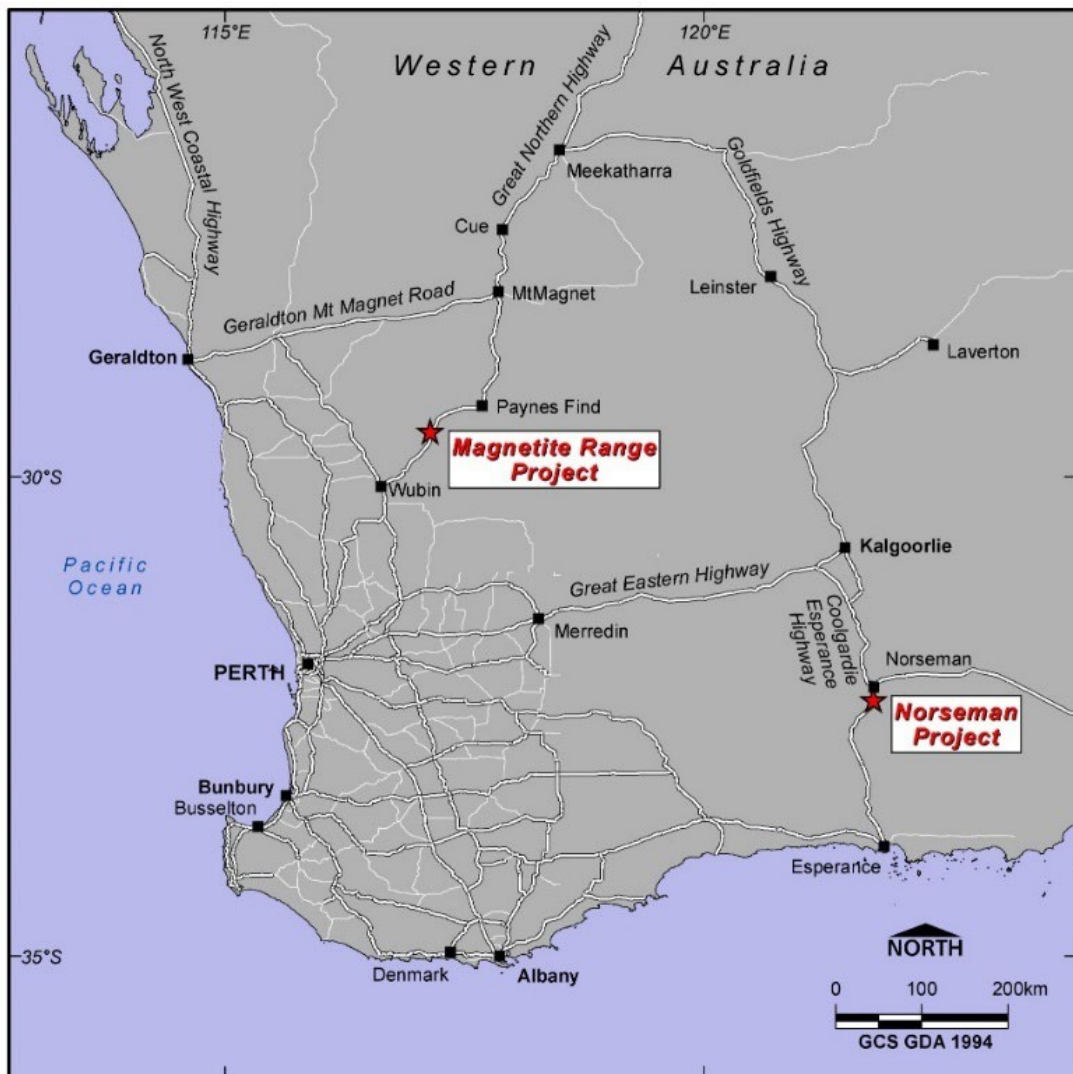 115°E
120°E
Western Australia
North West Coastal Highway
Great Northern Highway
Meekatharra
Goldfields Highway
Cue
Leinster
MtMagnet
Geraldton Mt Magnet Road
Geraldton
Laverton
Paynes Find
Magnetite Range
Project
30°S
Wubin
Kalgoorlie
Pacific
Ocean
Great Eastern Highway
Merredin
Coolgardie
Esperance
Highway
PERTH
Norseman
Norseman
Project
Bunbury
Busselton
Esperance
35°S
Denmark
Albany
NORTH
0 100 200km
GCS GDA 1994